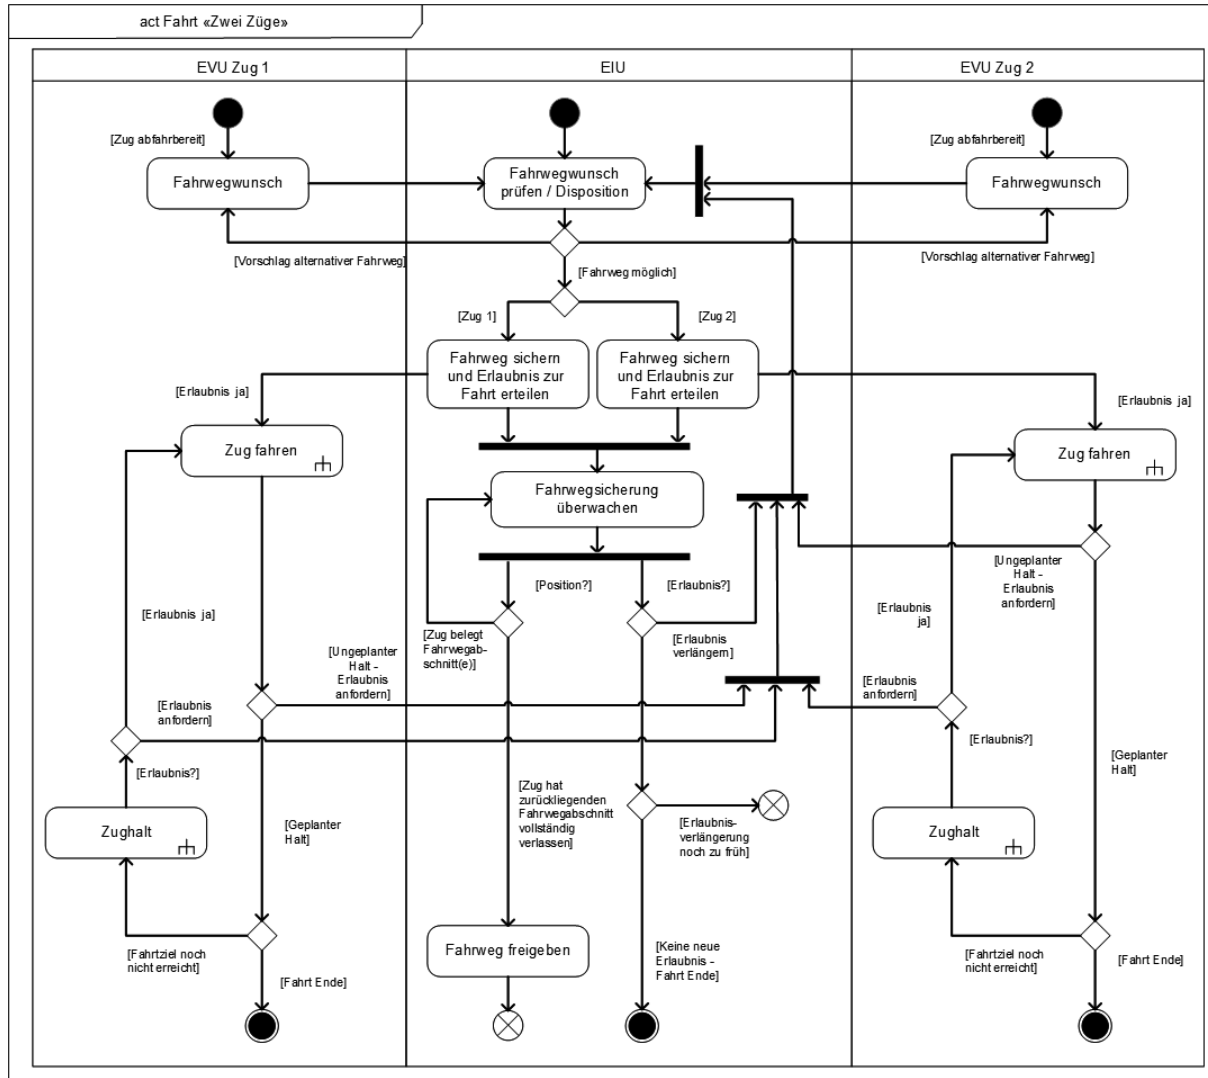 act Fahrt «Zwei Züge»
EVU Zug 1
EIU
EVU Zug 2
[Zug abfahrbereit]
[Zug abfahrbereit]
Fahrwegwunsch
Fahrwegwunsch
prüfen / Disposition
Fahrwegwunsch
[Vorschlag alternativer Fahrweg]
[Vorschlag alternativer Fahrweg]
[Fahrweg möglich]
[Zug 1]
[Zug 2]
Fahrweg sichern
und Erlaubnis zur
Fahrt erteilen
Fahrweg sichern
und Erlaubnis zur
Fahrt erteilen
[Erlaubnis ja]
[Erlaubnis ja]
Zug fahren
Zug fahren
Fahrwegsicherung
überwachen
[Position?]
[Erlaubnis?]
[Ungeplanter
Halt -
Erlaubnis
anfordern]
[Erlaubnis ja]
[Erlaubnis
ja]
[Zug belegt
Fahrwegab-
schnitt(e)]
[Erlaubnis
verlängern]
[Ungeplanter
Halt -
Erlaubnis
anfordern]
[Erlaubnis
anfordern]
[Erlaubnis
anfordern]
[Erlaubnis?]
[Erlaubnis?]
[Geplanter
Halt]
[Zug hat
zurückliegenden
Fahrwegabschnitt
vollständig
verlassen]
Zughalt
[Geplanter
Halt]
[Erlaubnis-
verlängerung
noch zu früh]
Zughalt
Fahrweg freigeben
[Keine neue
Erlaubnis -
Fahrt Ende]
[Fahrtziel noch
nicht erreicht]
[Fahrt Ende]
[Fahrtziel noch
nicht erreicht]
[Fahrt Ende]